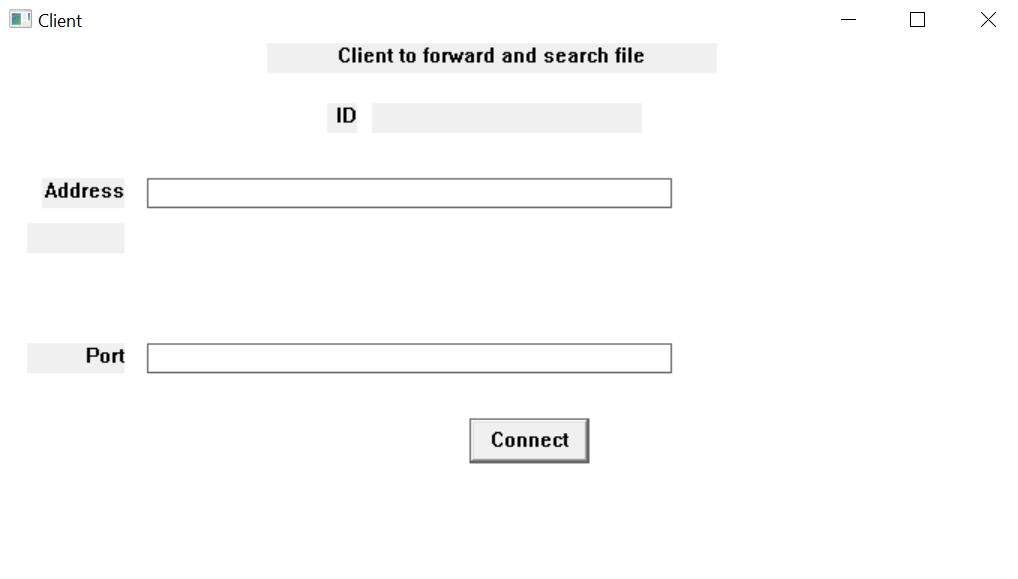 Client
Client to forward and search file
ID
Address
Port
Connect